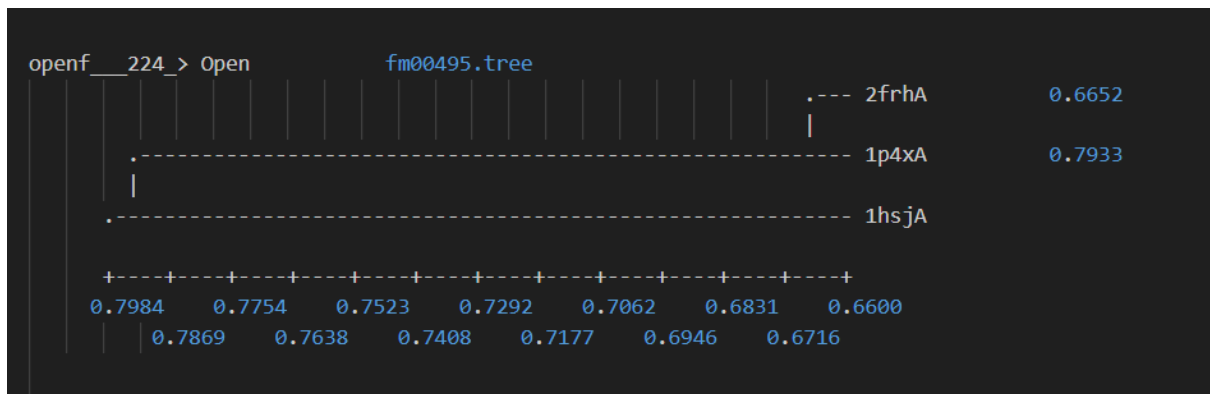 openf___224_> Open           fm00495.tree
                                                               .--- 2frhA          0.6652
                                                               |
        .---------------------------------------------------------- 1p4xA          0.7933
        |
      .------------------------------------------------------------ 1hsjA

      +----+----+----+----+----+----+----+----+----+----+----+----+
     0.7984    0.7754    0.7523    0.7292    0.7062    0.6831    0.6600
          0.7869    0.7638    0.7408    0.7177    0.6946    0.6716